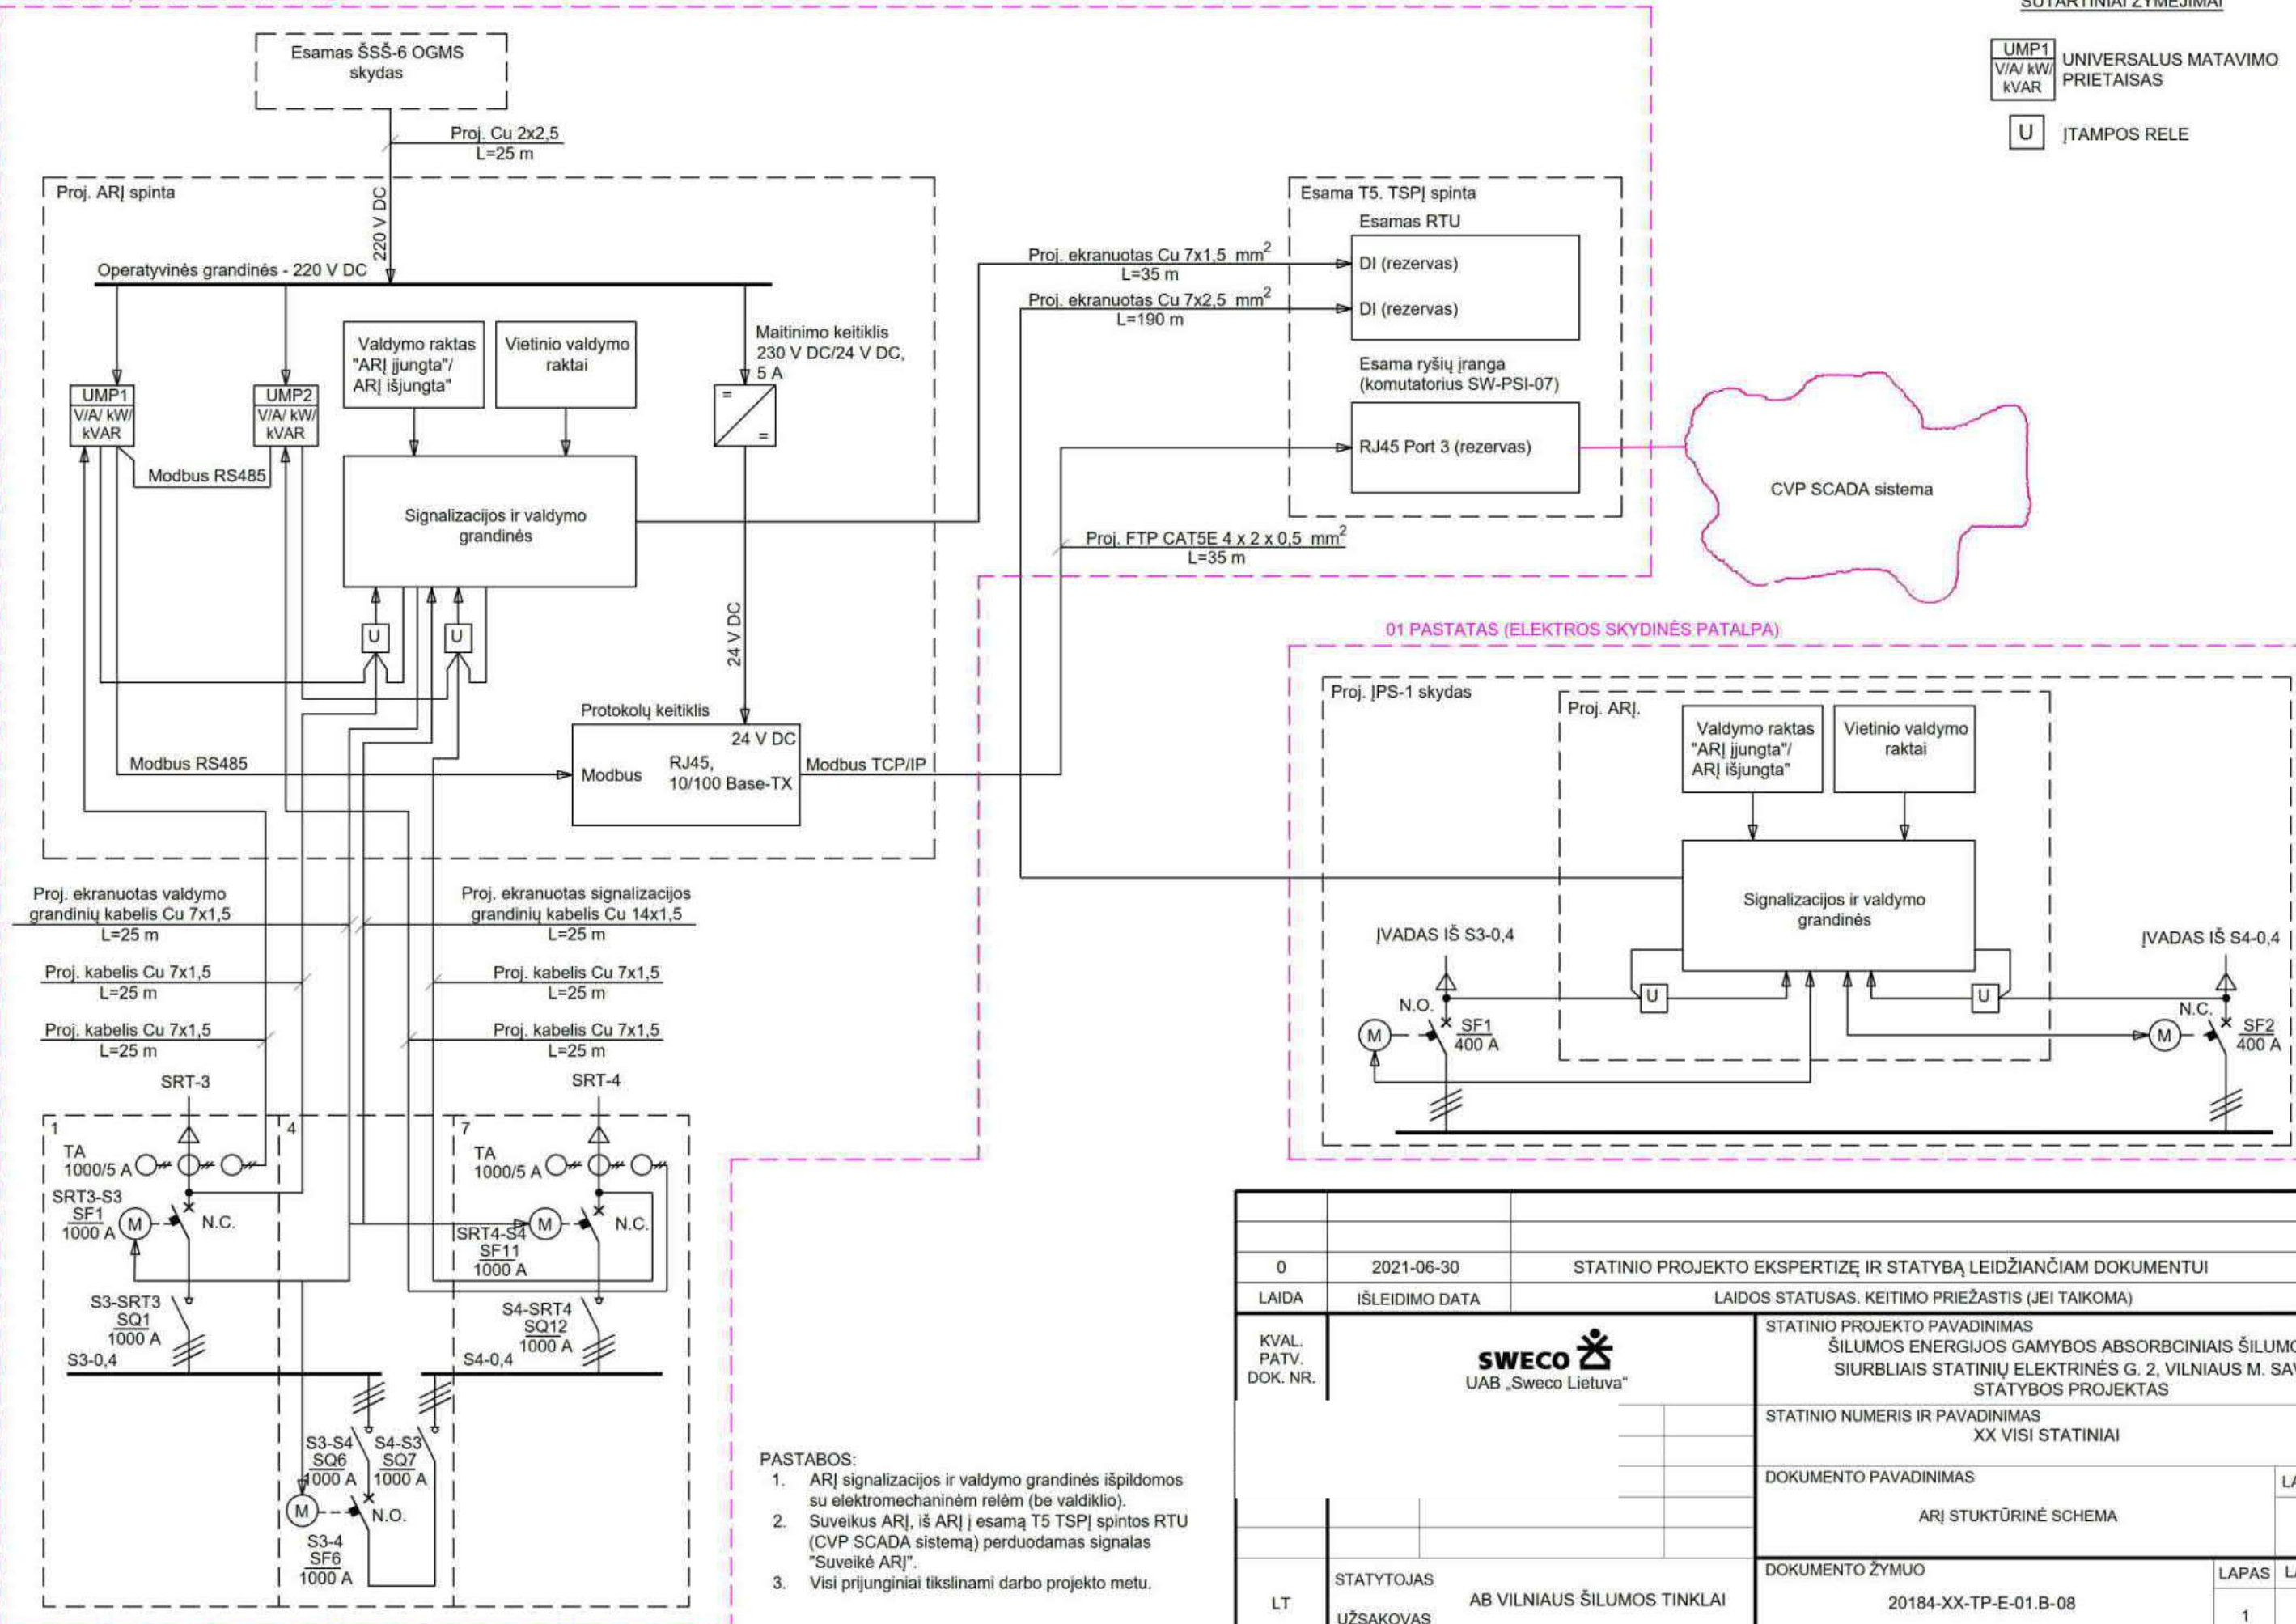 SUTARTINIAI ŽYMĖJIMAI
UMP1
V/A/ kW/
kVAR
UNIVERSALUS MATAVIMO
PRIETAISAS
U
ĮTAMPOS RELE
Esamas ŠSŠ-6 OGMS
skydas
Proj. Cu 2x2,5
L=25 m
220 V DC
Proj. ARĮ spinta
Operatyvinės grandinės - 220 V DC
UMP1
V/A/ kW/
kVAR
UMP2
V/A/ kW/
kVAR
Modbus RS485
Valdymo raktas
"ARĮ įjungta"/
ARĮ išjungta"
Vietinio valdymo
raktai
Maitinimo keitiklis
230 V DC/24 V DC,
5 A
=
=
Signalizacijos ir valdymo
grandinės
U
U
24 V DC
Protokolų keitiklis
24 V DC
Modbus
RJ45,
10/100 Base-TX
Modbus RS485
Modbus TCP/IP
Esama T5. TSPĮ spinta
Esamas RTU
DI (rezervas)
DI (rezervas)
Proj. ekranuotas Cu 7x1,5 mm2
L=35 m
Proj. ekranuotas Cu 7x2,5 mm2
L=190 m
Esama ryšių įranga
(komutatorius SW-PSI-07)
RJ45 Port 3 (rezervas)
Proj. FTP CAT5E 4 x 2 x 0,5 mm2
L=35 m
CVP SCADA sistema
01 PASTATAS (ELEKTROS SKYDINĖS PATALPA)
Proj. ĮPS-1 skydas
Proj. ARĮ.
Valdymo raktas
"ARĮ įjungta"/
ARĮ išjungta"
Vietinio valdymo
raktai
Signalizacijos ir valdymo
grandinės
ĮVADAS IŠ S3-0,4
N.O.
M
SF1
400 A
U
U
ĮVADAS IŠ S4-0,4
N.C.
M
SF2
400 A
Proj. ekranuotas valdymo
grandinių kabelis Cu 7x1,5
L=25 m
Proj. kabelis Cu 7x1,5
L=25 m
Proj. kabelis Cu 7x1,5
L=25 m
Proj. ekranuotas signalizacijos
grandinių kabelis Cu 14x1,5
L=25 m
Proj. kabelis Cu 7x1,5
L=25 m
Proj. kabelis Cu 7x1,5
L=25 m
SRT-3
1
TA
1000/5 A
SRT3-S3
SF1
1000 A
M
N.C.
S3-SRT3
SQ1
1000 A
S3-0,4
4
S3-S4
SQ6
1000 A
S4-S3
SQ7
1000 A
M
N.O.
S3-4
SF6
1000 A
SRT-4
7
TA
1000/5 A
SRT4-S4
SF11
1000 A
M
N.C.
S4-SRT4
SQ12
1000 A
S4-0,4
PASTABOS:
1. ARĮ signalizacijos ir valdymo grandinės išpildomos
su elektromechaninėm relėm (be valdiklio).
2. Suveikus ARĮ, iš ARĮ į esamą T5 TSPĮ spintos RTU
(CVP SCADA sistemą) perduodamas signalas
"Suveikė ARĮ".
3. Visi prijunginiai tikslinami darbo projekto metu.
0
2021-06-30
STATINIO PROJEKTO EKSPERTIZĘ IR STATYBĄ LEIDŽIANČIAM DOKUMENTUI
LAIDA
IŠLEIDIMO DATA
LAIDOS STATUSAS. KEITIMO PRIEŽASTIS (JEI TAIKOMA)
KVAL.
PATV.
DOK. NR.
SWECO
UAB „Sweco Lietuva“
STATINIO PROJEKTO PAVADINIMAS
ŠILUMOS ENERGIJOS GAMYBOS ABSORBCINIAIS ŠILUMO
SIURBLIAIS STATINIŲ ELEKTRINĖS G. 2, VILNIAUS M. SAV
STATYBOS PROJEKTAS
STATINIO NUMERIS IR PAVADINIMAS
XX VISI STATINIAI
DOKUMENTO PAVADINIMAS
LA
ARĮ STUKTŪRINĖ SCHEMA
LT
STATYTOJAS
AB VILNIAUS ŠILUMOS TINKLAI
UŽSAKOVAS
DOKUMENTO ŽYMUO
20184-XX-TP-E-01.B-08
LAPAS
LA
1